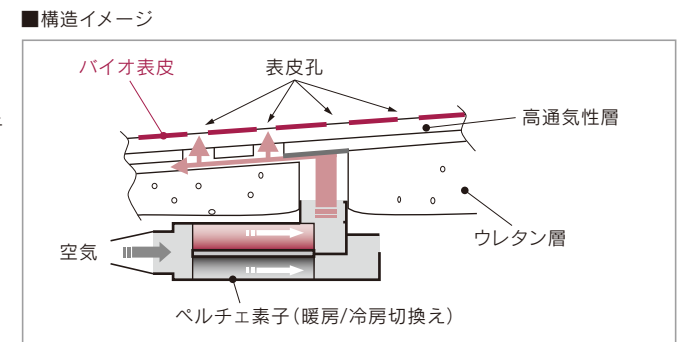 ■構造イメージ
バイオ表皮
表皮孔
高通気性層
ウレタン層
空気
ペルチェ素子(暖房/冷房切換え)